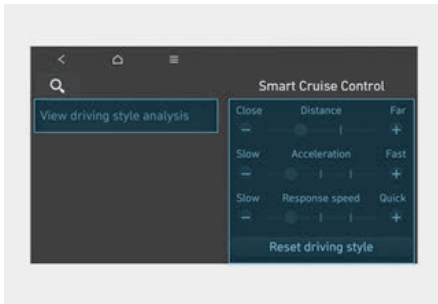 Smart Cruise Control
View driving style analysis
Close Distance Far
Slow Acceleration Fast
Slow Response speed Quick
Reset driving style